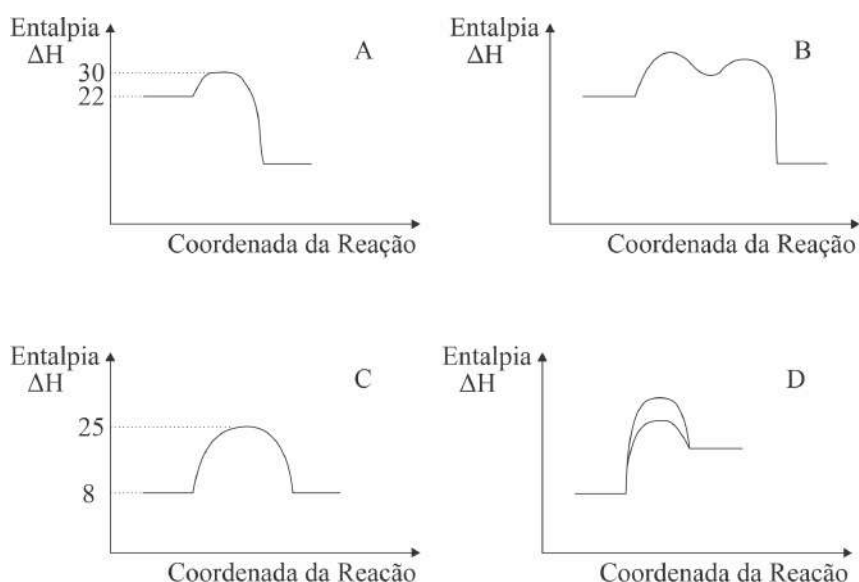 Entalpia
ΔH
A
30
22
Coordenada da Reação
Entalpia
ΔH
B
Coordenada da Reação
Entalpia
ΔH
C
25
8
Coordenada da Reação
Entalpia
ΔH
D
Coordenada da Reação